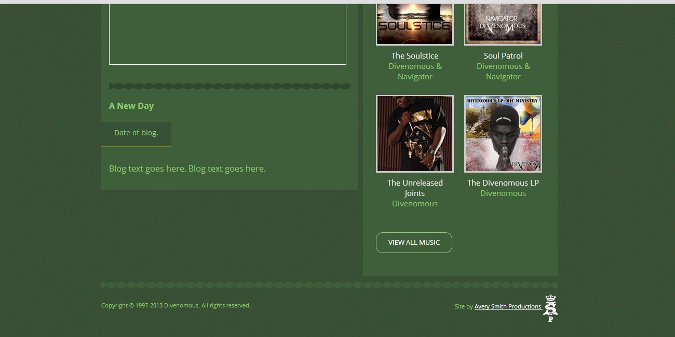 SOULSTICE
NAVIGATOR
DIVENOMOUS
The Soulstice
Divenomous &
Navigator
Soul Patrol
Divenomous &
Navigator
A New Day
Date of blog.
Blog text goes here. Blog text goes here.
DIVENOMOUS LP
MINISTRY
The Unreleased
Joints
Divenomous
The Divenomous LP
Divenomous
VIEW ALL MUSIC
Copyright © 1997-2013 Divenomous. All rights reserved.
Site by Avery Smith Productions